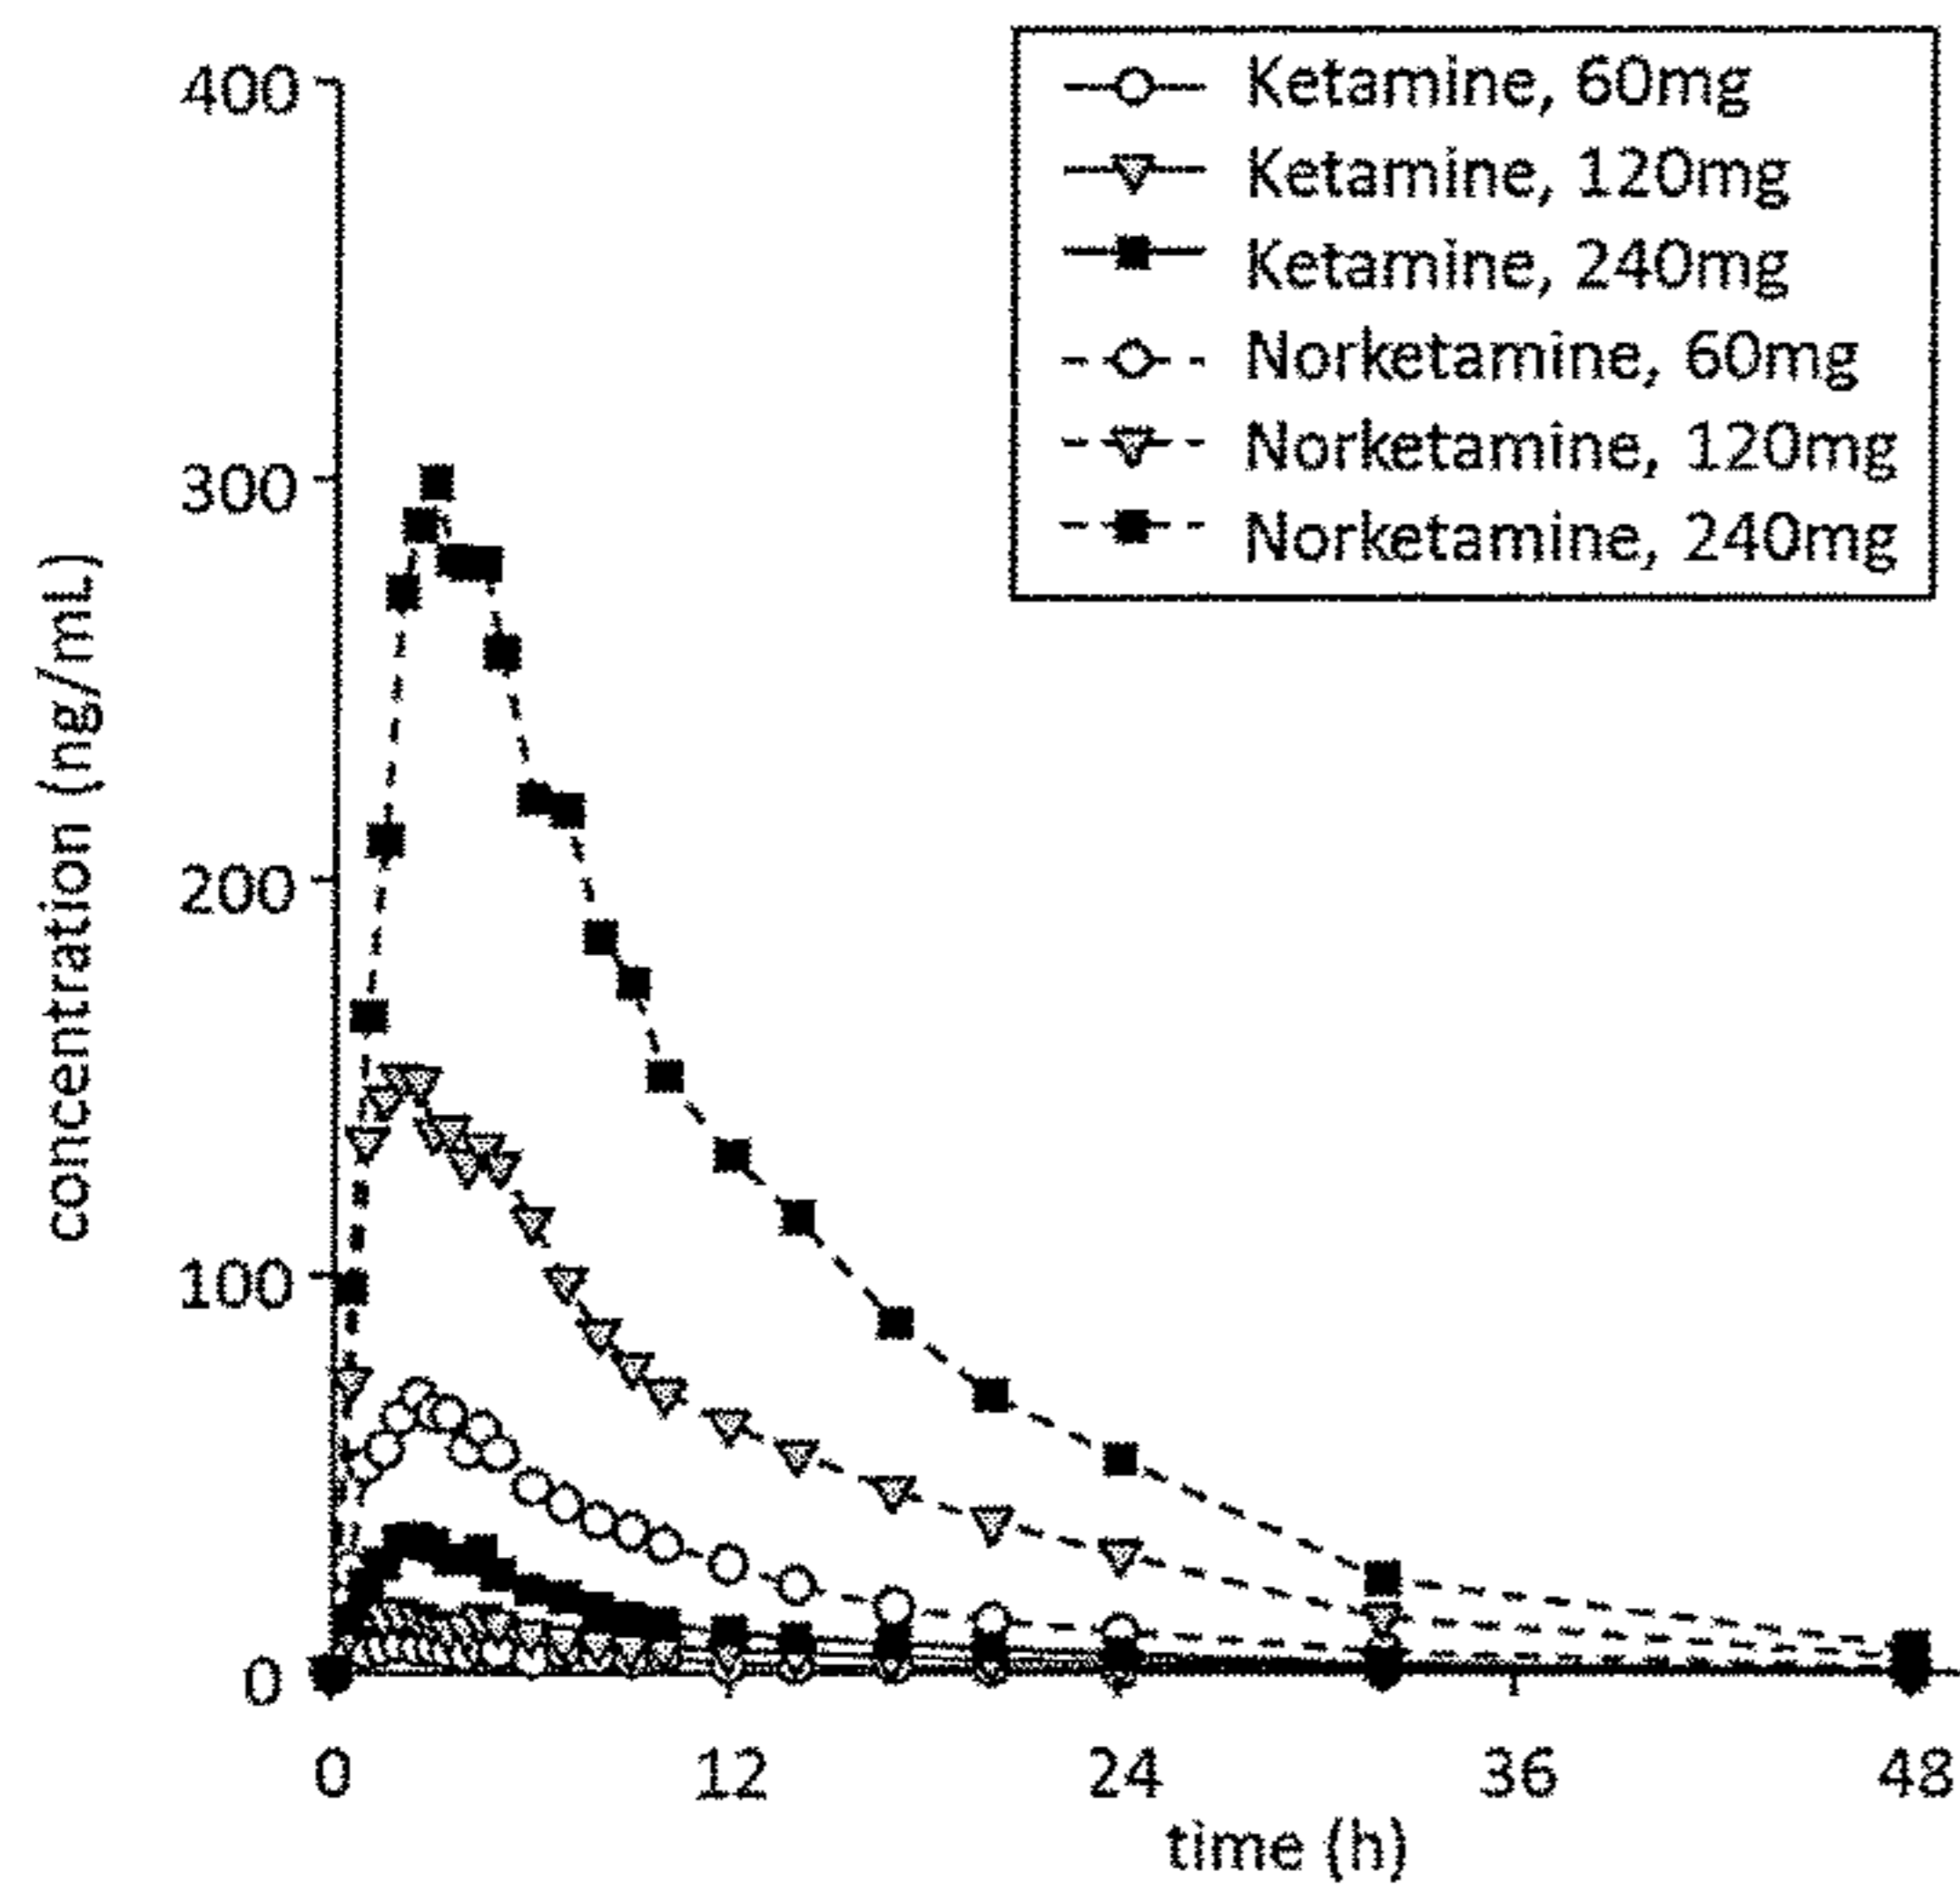 400
300
200
100
0
concentration (ng/mL)
Ketamine, 60mg
Ketamine, 120mg
Ketamine, 240mg
Norketamine, 60mg
Norketamine, 120mg
Norketamine, 240mg
0 12 24 36 48
time (h)